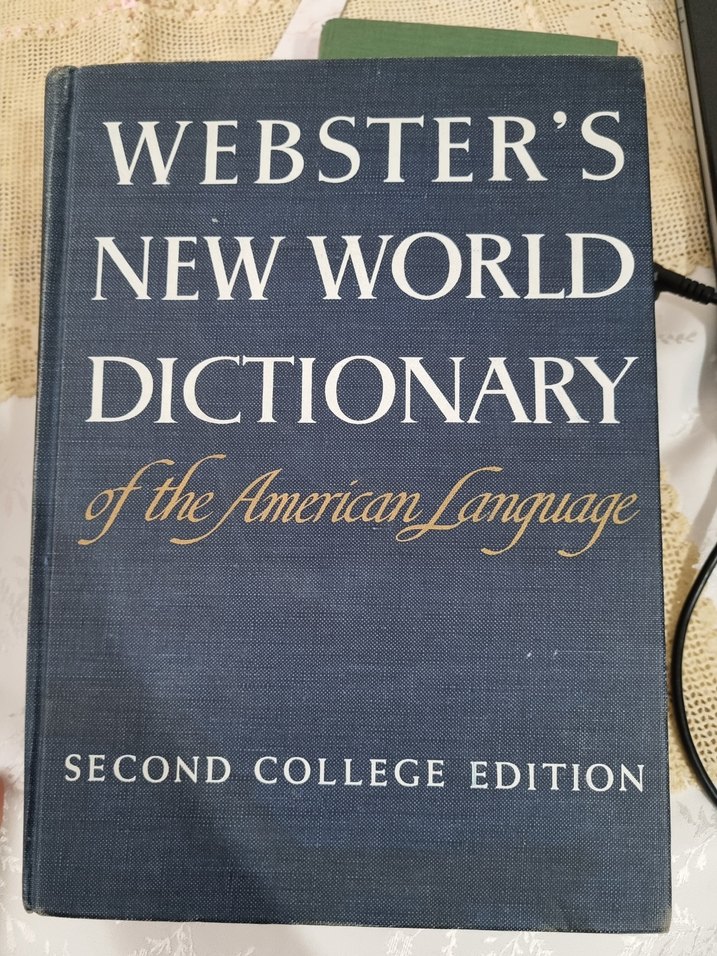 WEBSTER'S
NEW WORLD
DICTIONARY
of the American Language
SECOND COLLEGE EDITION